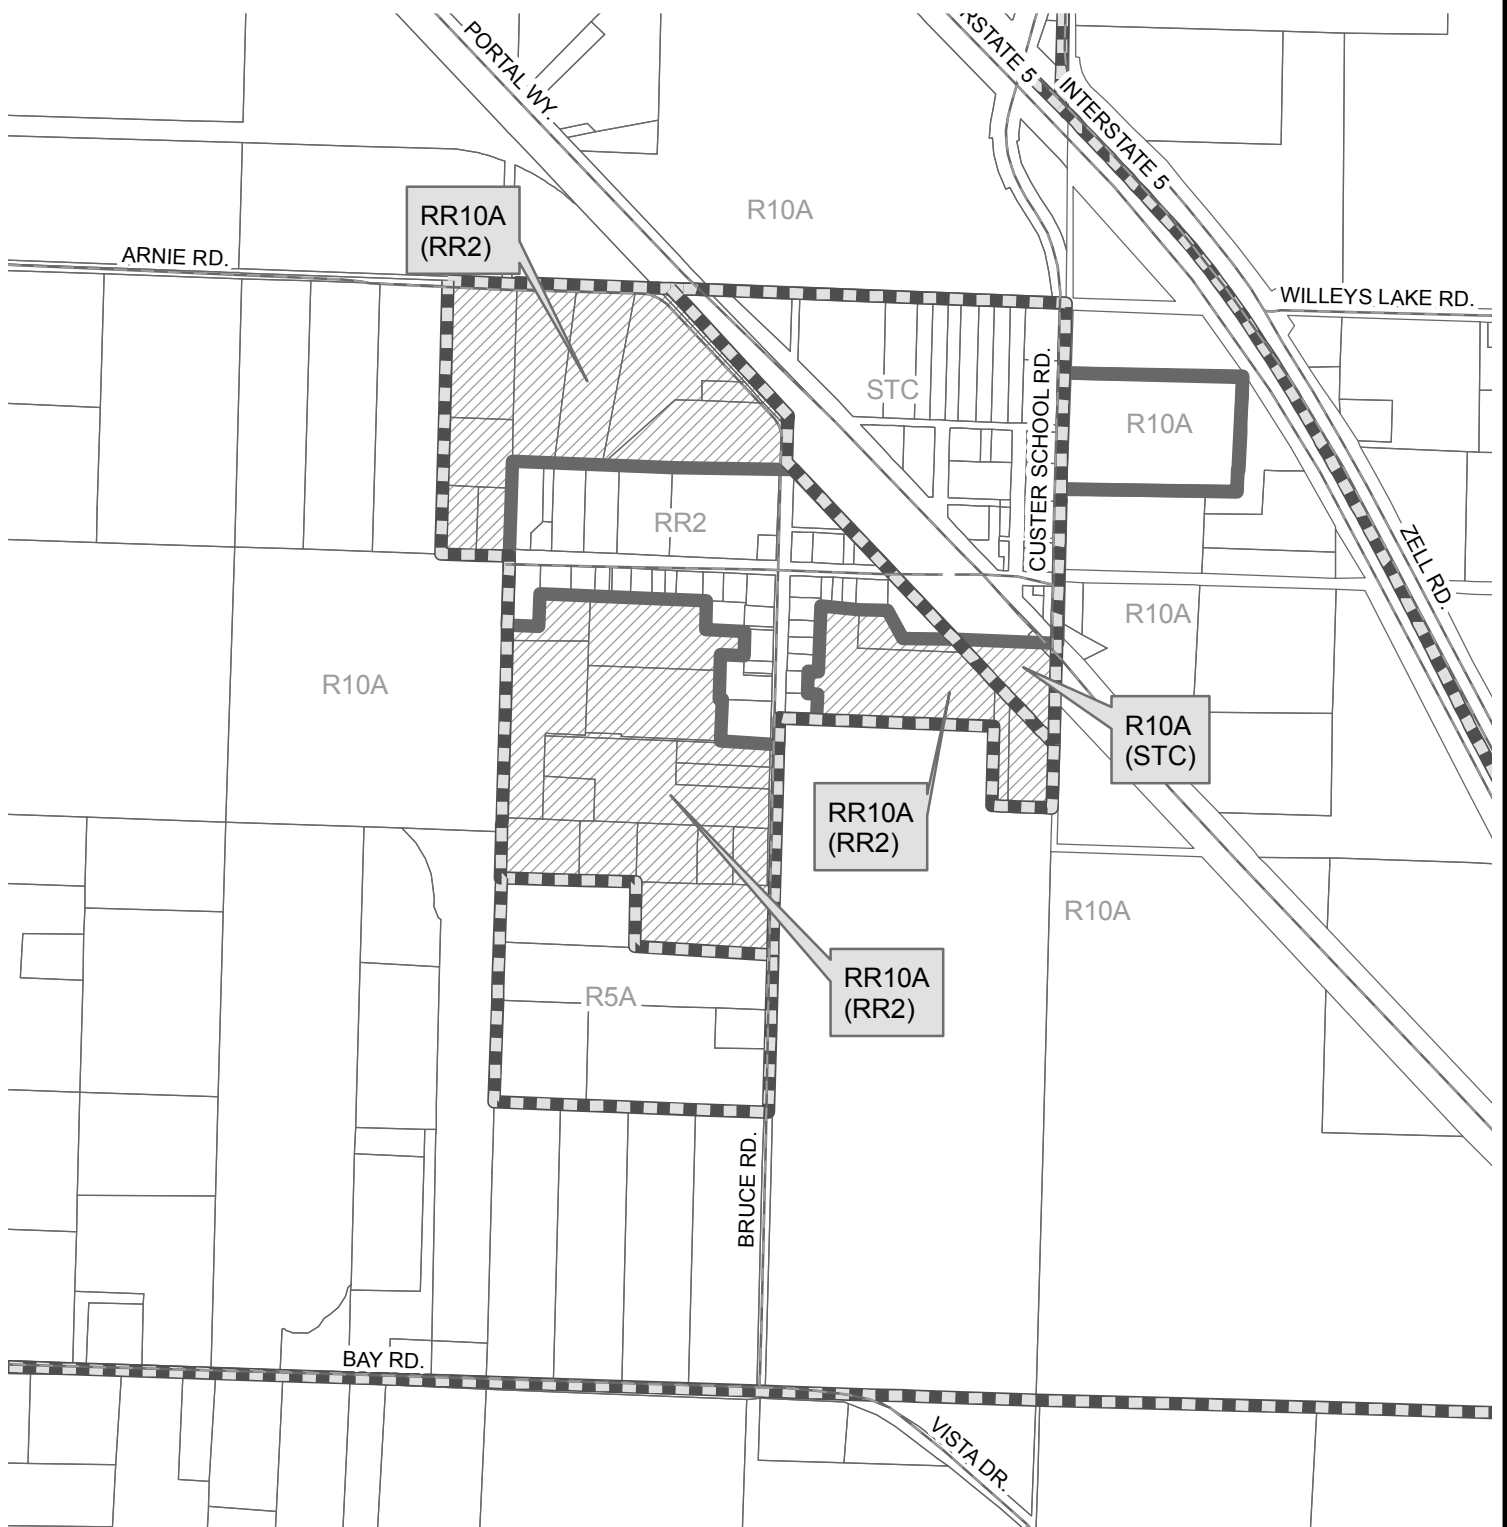 PORTAL WY.
RSTATE 5
INTERSTATE 5
R10A
RR10A
(RR2)
ARNIE RD.
WILLEYS LAKE RD.
STC
CUSTER SCHOOL RD.
R10A
RR2
ZELL RD.
R10A
R10A
R10A
(STC)
RR10A
(RR2)
R10A
RR10A
(RR2)
R5A
BRUCE RD.
BAY RD.
VISTA DR.